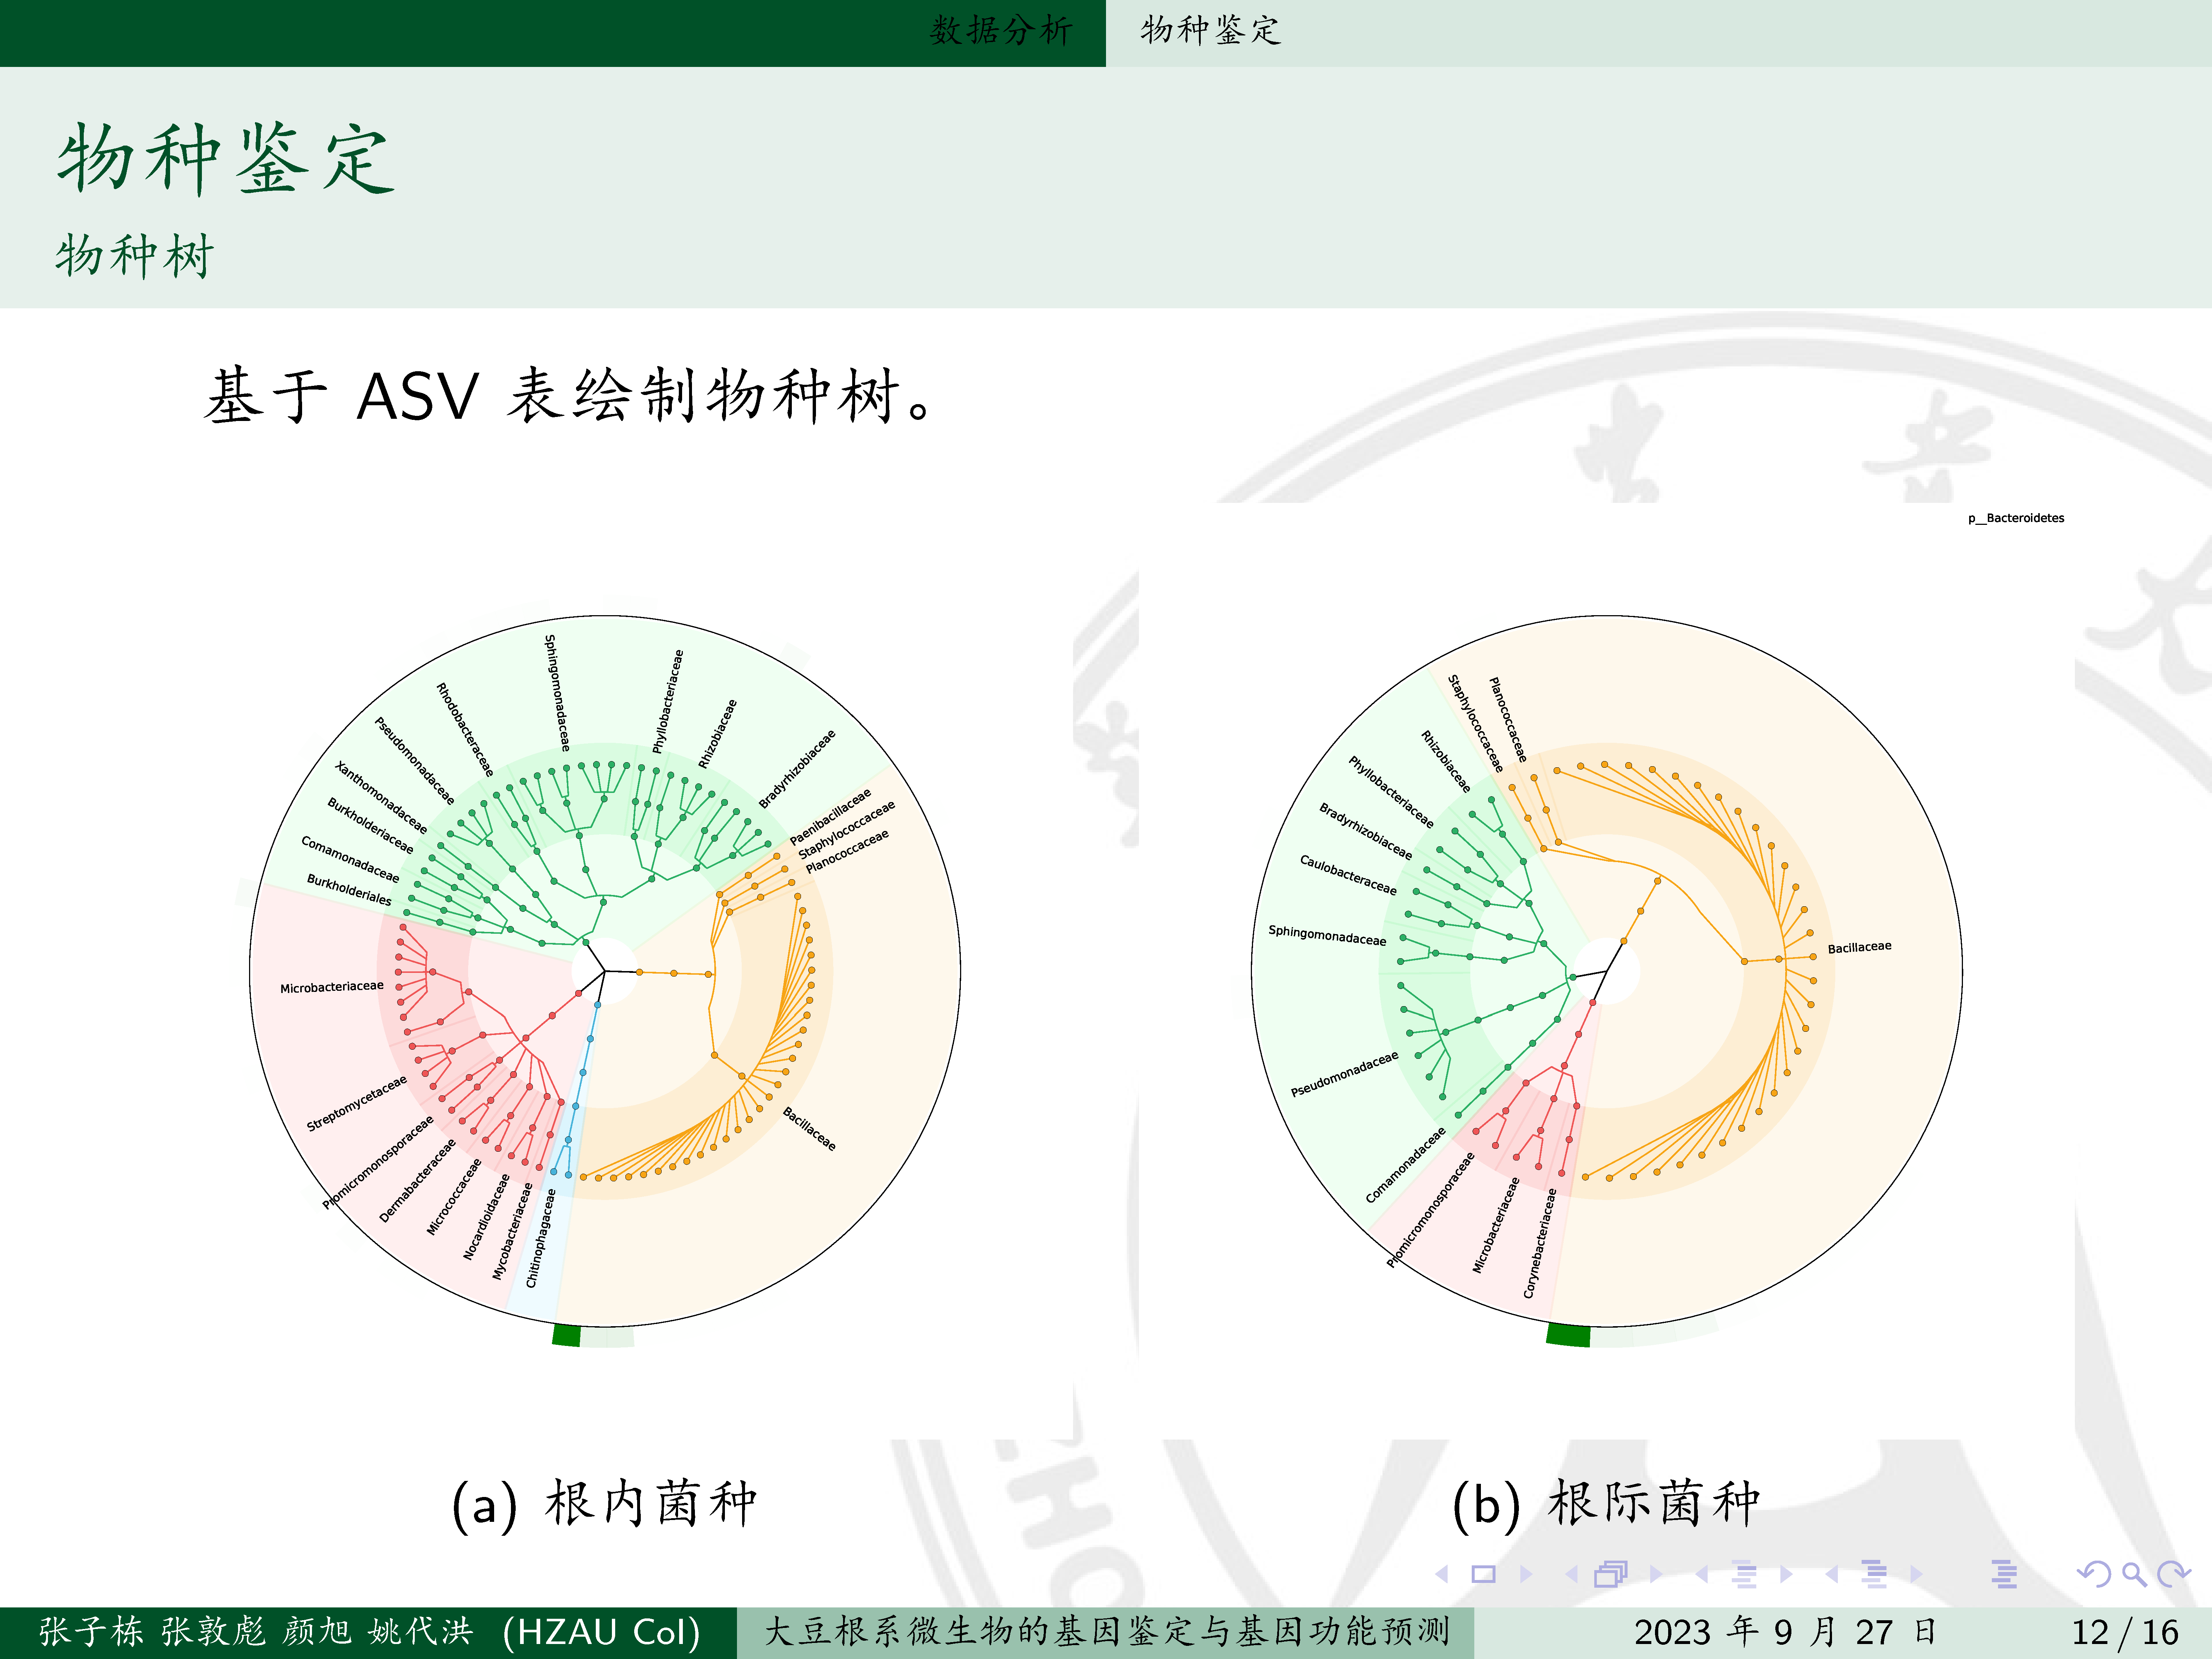 数据分析 物种鉴定
物种鉴定
物种树
基于 ASV 表绘制物种树。
p__Bacteroidetes
Sphingomonadaceae
Phyllobacteriaceae
Rhodobacteraceae
Rhizobiaceae
Pseudomonadaceae
Bradyrhizobiaceae
Xanthomonadaceae
Burkholderiaceae
Comamonadaceae
Burkholderiales
Paenibacillaceae
Staphylococcaceae
Planococcaceae
Microbacteriaceae
Streptomycetaceae
Promicromonosporaceae
Dermabacteraceae
Micrococcaceae
Nocardioidaceae
Mycobacteriaceae
Chitinophagaceae
Bacillaceae
(a) 根内菌种
Staphylococcaceae
Planococcaceae
Rhizobiaceae
Phyllobacteriaceae
Bradyrhizobiaceae
Caulobacteraceae
Sphingomonadaceae
Bacillaceae
Pseudomonadaceae
Comamonadaceae
Promicromonosporaceae
Microbacteriaceae
Corynebacteriaceae
(b) 根际菌种
张子栋 张敦彪 颜旭 姚代洪 (HZAU CoI) 大豆根系微生物的基因鉴定与基因功能预测 2023 年 9 月 27 日 12 / 16